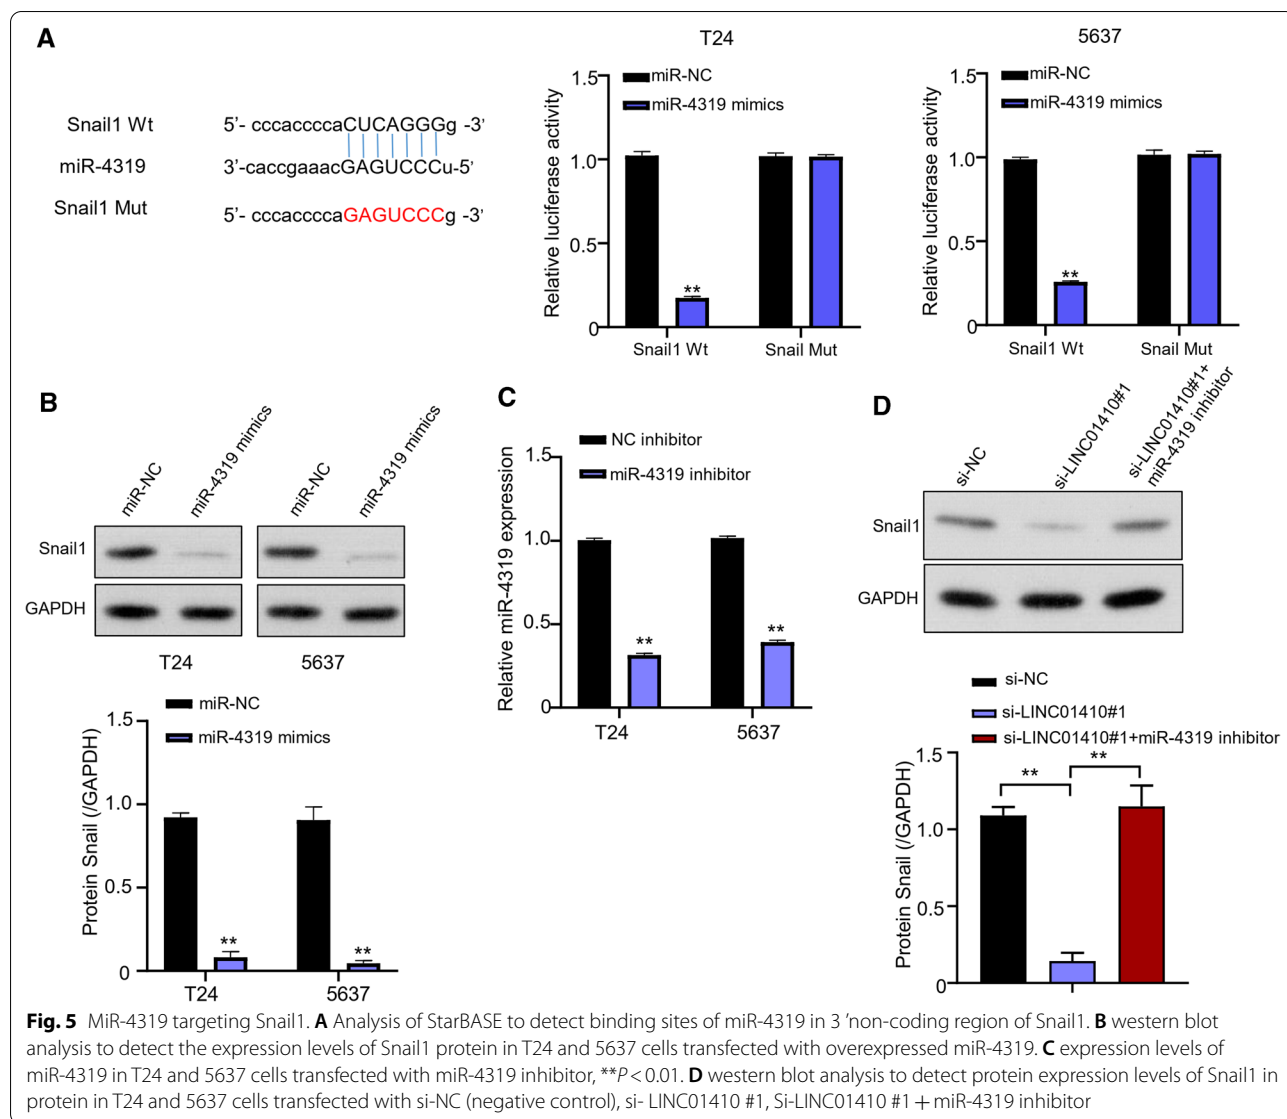 A
Snail1 Wt 5’- cccaccccaCUCAGGGg -3’
miR-4319 3’-caccgaaacGAGUCCCu-5’
Snail1 Mut 5’- cccaccccaGAGUCCCg -3’
T24
miR-NC
miR-4319 mimics
Relative luciferase activity
1.5
1.0
0.5
0
**
Snail1 Wt Snail Mut
5637
miR-NC
miR-4319 mimics
Relative luciferase activity
1.5
1.0
0.5
0
**
Snail1 Wt Snail Mut
B
miR-NC miR-4319 mimics miR-NC miR-4319 mimics
Snail1
GAPDH
T24 5637
miR-NC
miR-4319 mimics
Protein Snail (/GAPDH)
1.5
1.0
0.5
0
** **
T24 5637
C
NC inhibitor
miR-4319 inhibitor
Relative miR-4319 expression
1.5
1.0
0.5
0
** **
T24 5637
D
si-NC si-LINC01410#1 si-LINC01410#1+
miR-4319 inhibitor
Snail1
GAPDH
si-NC
si-LINC01410#1
si-LINC01410#1+miR-4319 inhibitor
Protein Snail (/GAPDH)
1.5
1.0
0.5
0
** **
Fig. 5 MiR-4319 targeting Snail1. A Analysis of StarBASE to detect binding sites of miR-4319 in 3 ’non-coding region of Snail1. B western blot
analysis to detect the expression levels of Snail1 protein in T24 and 5637 cells transfected with overexpressed miR-4319. C expression levels of
miR-4319 in T24 and 5637 cells transfected with miR-4319 inhibitor, **P < 0.01. D western blot analysis to detect protein expression levels of Snail1 in
protein in T24 and 5637 cells transfected with si-NC (negative control), si- LINC01410 #1, Si-LINC01410 #1 + miR-4319 inhibitor